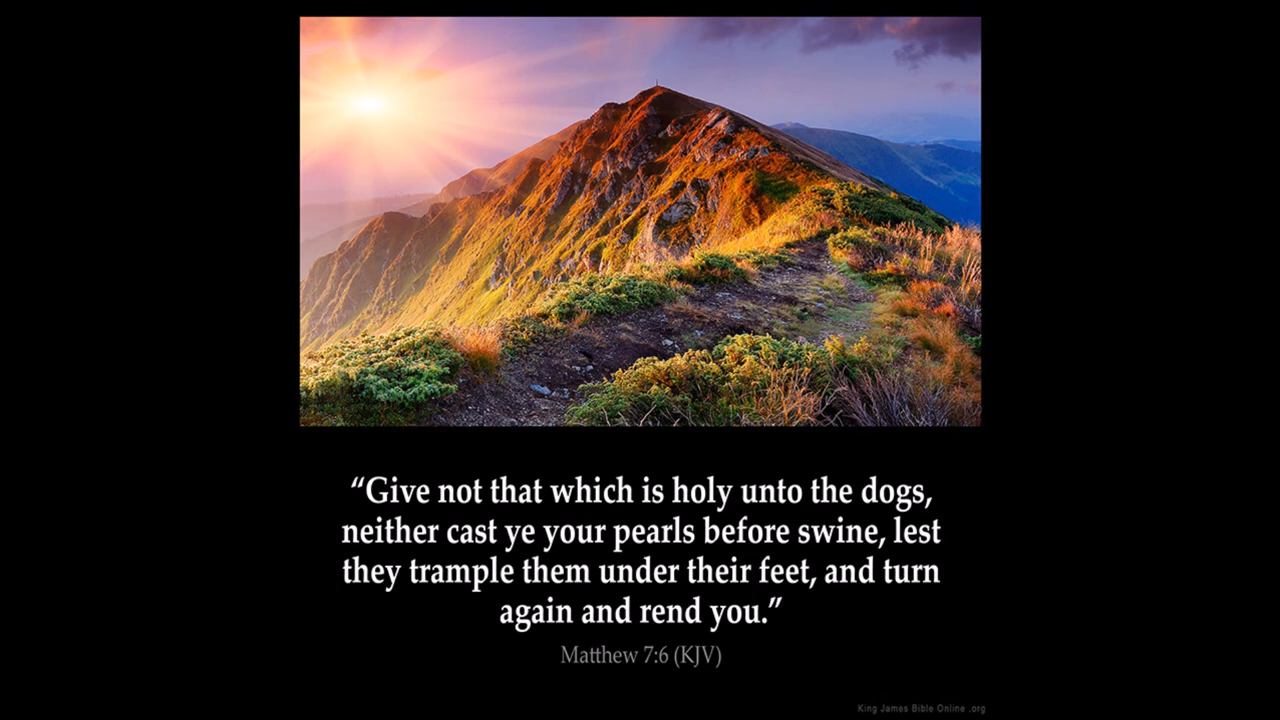 “Give not that which is holy unto the dogs,
neither cast ye your pearls before swine, lest
they trample them under their feet, and turn
again and rend you.”
Matthew 7:6 (KJV)
King James Bible Online .org